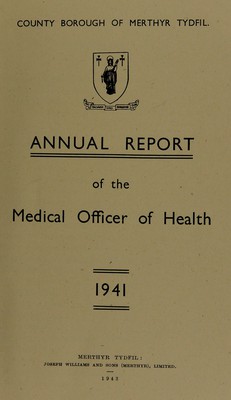 COUNTY BOROUGH OF MERTHYR TYDFIL.
ANNUAL REPORT
of the
Medical Officer of Health
1941
MERTHYR TYDFIL:
JOSEPH WILLIAMS AND SONS (MERTHYR), LIMITED.